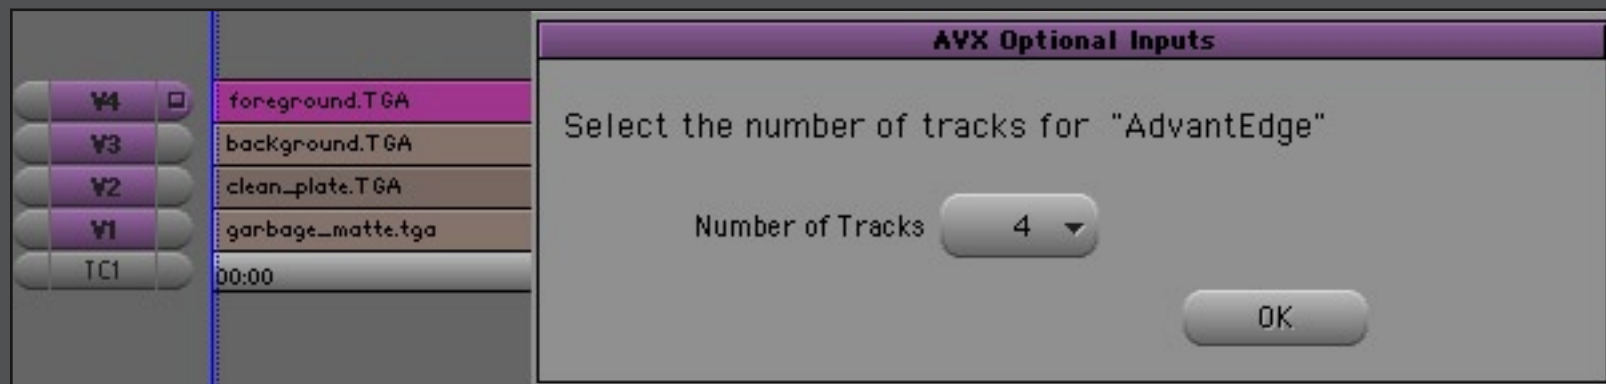 V4 foreground.TGA
V3 background.TGA
V2 clean_plate.TGA
V1 garbage_matte.tga
TC1 00:00
AVX Optional Inputs
Select the number of tracks for "AdvantEdge"
Number of Tracks 4
OK